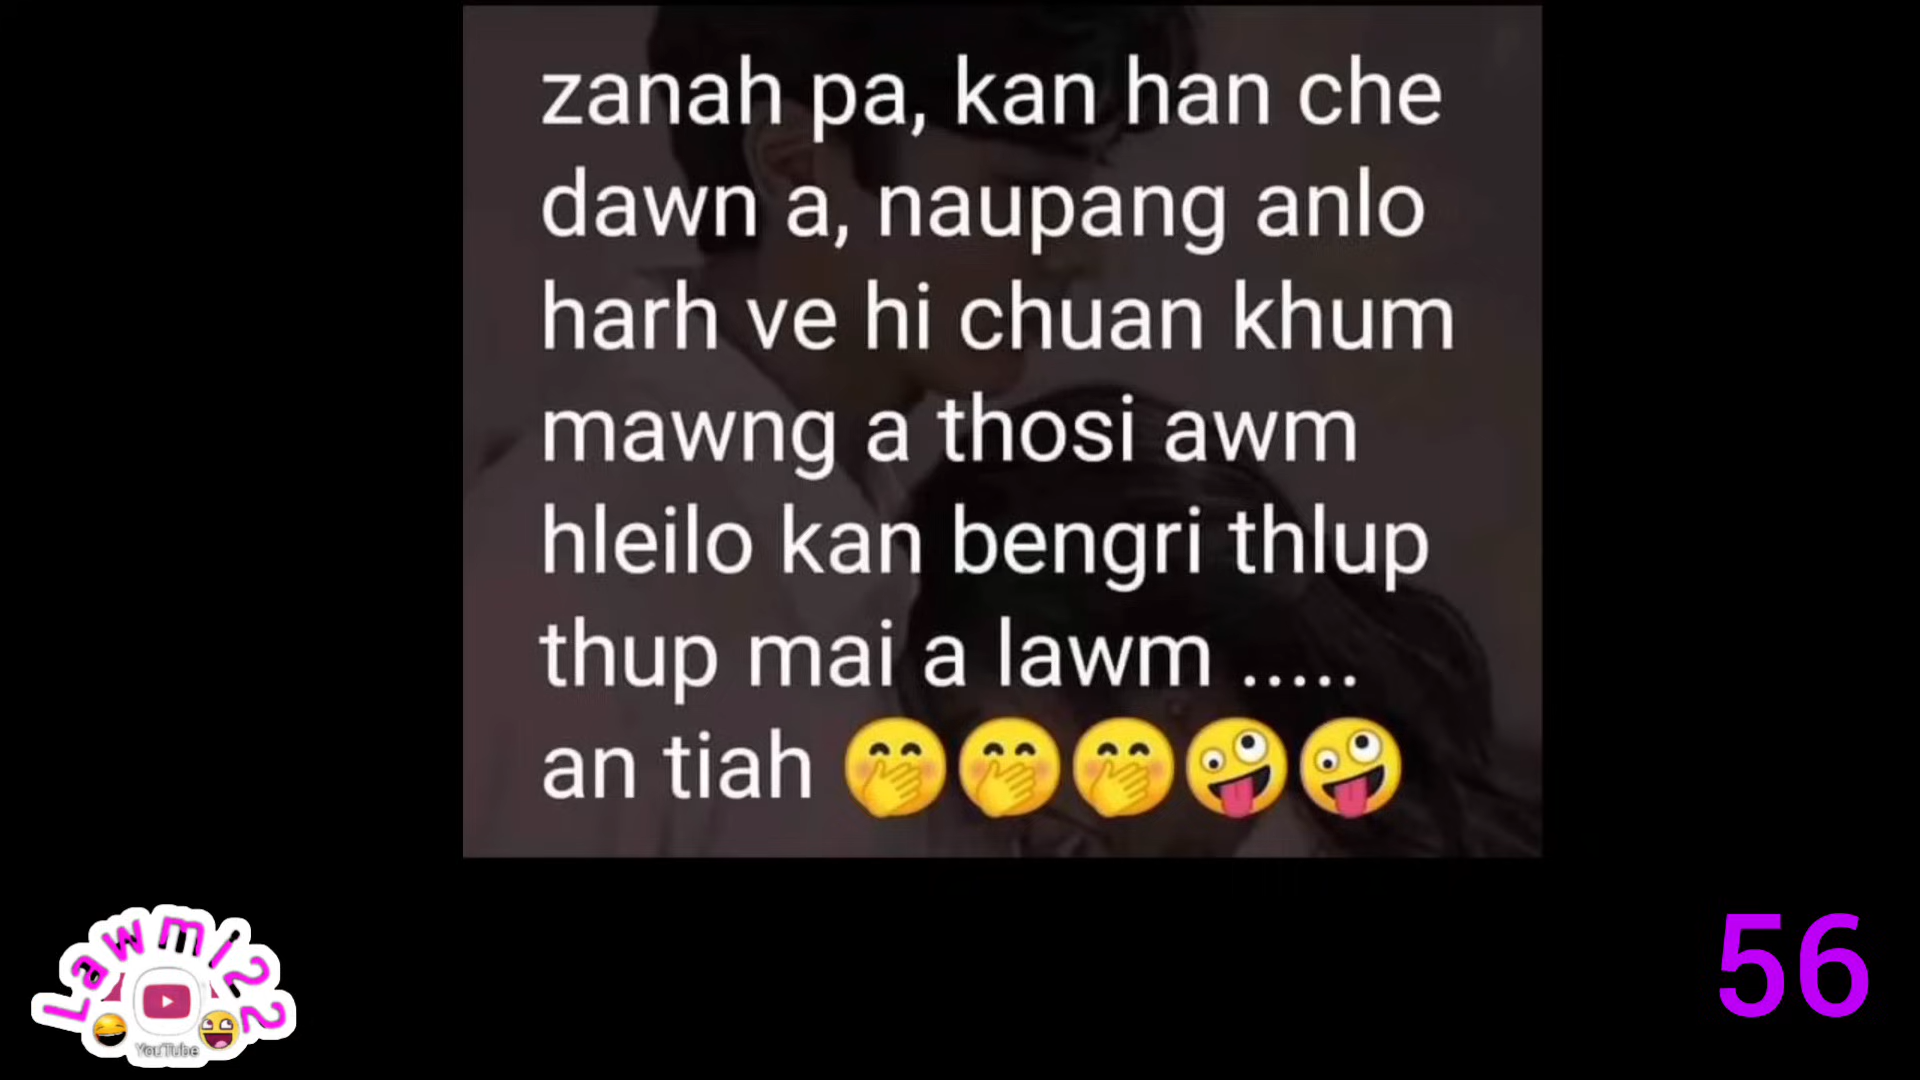 zanah pa, kan han che
dawn a, naupang anlo
harh ve hi chuan khum
mawng a thosi awm
hleilo kan bengri thlup
thup mai a lawm .....
an tiah 🤭🤭🤭🤪🤪
Lawmi22
YouTube
56